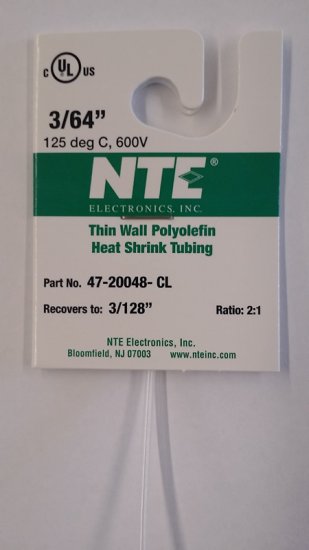 C UL US
3/64”
125 deg C, 600V
NTE®
ELECTRONICS, INC.
Thin Wall Polyolefin
Heat Shrink Tubing
Part No. 47-20048- CL
Recovers to: 3/128” Ratio: 2:1
NTE Electronics, Inc.
Bloomfield, NJ 07003 www.nteinc.com